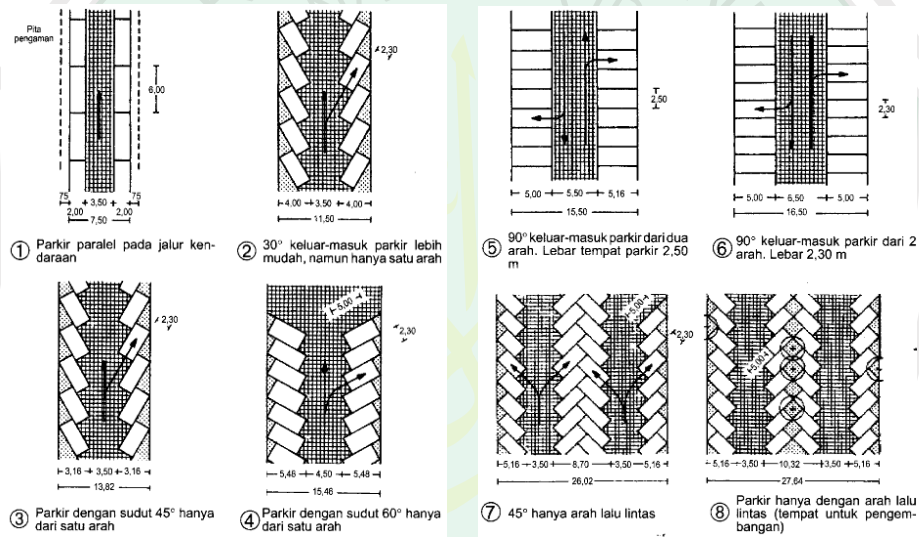 Pita
pengaman
6,00
75 3,50 75
2,00 2,00
7,50
① Parkir paralel pada jalur ken-
daraan
2,30
4,00 3,50 4,00
11,50
② 30° keluar-masuk parkir lebih
mudah, namun hanya satu arah
2,30
3,16 3,50 3,16
13,82
③ Parkir dengan sudut 45° hanya
dari satu arah
5,00
2,30
5,48 4,50 5,48
15,46
④ Parkir dengan sudut 60° hanya
dari satu arah
2,50
5,00 5,50 5,16
15,50
⑤ 90° keluar-masuk parkir dari dua
arah. Lebar tempat parkir 2,50
m
2,30
5,00 6,50 5,00
16,50
⑥ 90° keluar-masuk parkir dari 2
arah. Lebar 2,30 m
5,00
2,30
5,16 3,50 8,70 3,50 5,16
26,02
⑦ 45° hanya arah lalu lintas
5,00
5,16 3,50 10,32 3,50 5,16
27,64
⑧ Parkir hanya dengan arah lalu
lintas (tempat untuk pengem-
bangan)